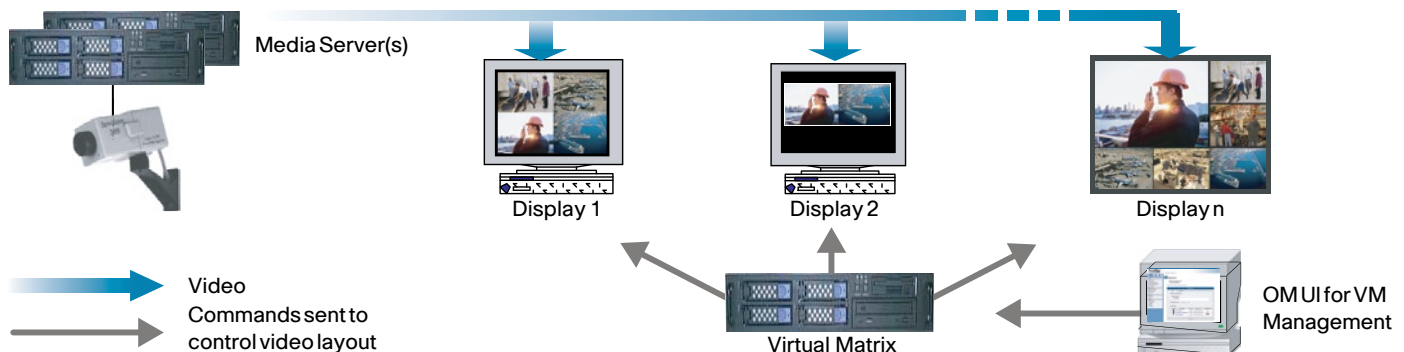 Media Server(s)
Display 1
Display 2
Display n
Video
Commands sent to
control video layout
Virtual Matrix
OM UI for VM
Management